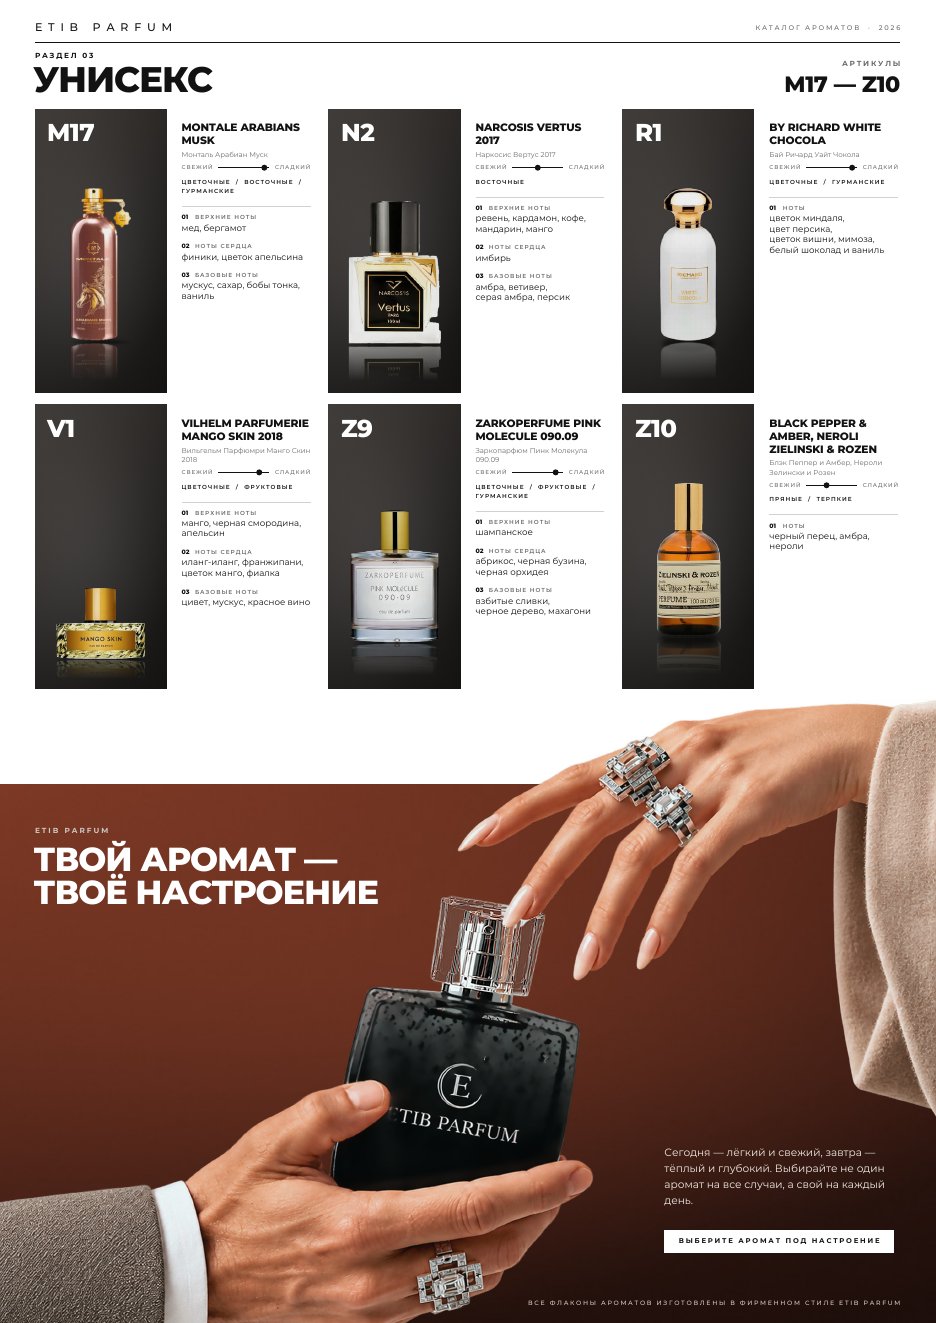 ETIB PARFUM
КАТАЛОГ АРОМАТОВ · 2026
РАЗДЕЛ 03
УНИСЕКС
АРТИКУЛЫ
M17 — Z10
M17
MONTALE ARABIANS
MUSK
Монталь Арабиан Муск
СВЕЖИЙ СЛАДКИЙ
ЦВЕТОЧНЫЕ / ВОСТОЧНЫЕ /
ГУРМАНСКИЕ
01 ВЕРХНИЕ НОТЫ
мед, бергамот
02 НОТЫ СЕРДЦА
финики, цветок апельсина
03 БАЗОВЫЕ НОТЫ
мускус, сахар, бобы тонка,
ваниль
N2
NARCOSIS
Vertus
PARIS
100 ml
NARCOSIS VERTUS
2017
Наркосис Вертус 2017
СВЕЖИЙ СЛАДКИЙ
ВОСТОЧНЫЕ
01 ВЕРХНИЕ НОТЫ
ревень, кардамон, кофе,
мандарин, манго
02 НОТЫ СЕРДЦА
имбирь
03 БАЗОВЫЕ НОТЫ
амбра, ветивер,
серая амбра, персик
R1
RICHARD
BY RICHARD WHITE
CHOCOLA
Бай Ричард Уайт Чокола
СВЕЖИЙ СЛАДКИЙ
ЦВЕТОЧНЫЕ / ГУРМАНСКИЕ
01 НОТЫ
цветок миндаля,
цвет персика,
цветок вишни, мимоза,
белый шоколад и ваниль
V1
MANGO SKIN
VILHELM PARFUMERIE
MANGO SKIN 2018
Вильгельм Парфюмри Манго Скин
2018
СВЕЖИЙ СЛАДКИЙ
ЦВЕТОЧНЫЕ / ФРУКТОВЫЕ
01 ВЕРХНИЕ НОТЫ
манго, черная смородина,
апельсин
02 НОТЫ СЕРДЦА
иланг-иланг, франжипани,
цветок манго, фиалка
03 БАЗОВЫЕ НОТЫ
цивет, мускус, красное вино
Z9
ZARKOPERFUME
PINK MOLéCULE
090·09
eau de parfum
ZARKOPERFUME PINK
MOLECULE 090.09
Заркопарфюм Пинк Молекула
090.09
СВЕЖИЙ СЛАДКИЙ
ЦВЕТОЧНЫЕ / ФРУКТОВЫЕ /
ГУРМАНСКИЕ
01 ВЕРХНИЕ НОТЫ
шампанское
02 НОТЫ СЕРДЦА
абрикос, черная бузина,
черная орхидея
03 БАЗОВЫЕ НОТЫ
взбитые сливки,
черное дерево, махагони
Z10
ZIELINSKI & ROZEN
PERFUME
BLACK PEPPER &
AMBER, NEROLI
ZIELINSKI & ROZEN
Блэк Пеппер и Амбер, Нероли
Зелински и Розен
СВЕЖИЙ СЛАДКИЙ
ПРЯНЫЕ / ТЕРПКИЕ
01 НОТЫ
черный перец, амбра,
нероли
ETIB PARFUM
ТВОЙ АРОМАТ —
ТВОЁ НАСТРОЕНИЕ
E
ETIB PARFUM
Сегодня — лёгкий и свежий, завтра —
тёплый и глубокий. Выбирайте не один
аромат на все случаи, а свой на каждый
день.
ВЫБЕРИТЕ АРОМАТ ПОД НАСТРОЕНИЕ
ВСЕ ФЛАКОНЫ АРОМАТОВ ИЗГОТОВЛЕНЫ В ФИРМЕННОМ СТИЛЕ ETIB PARFUM